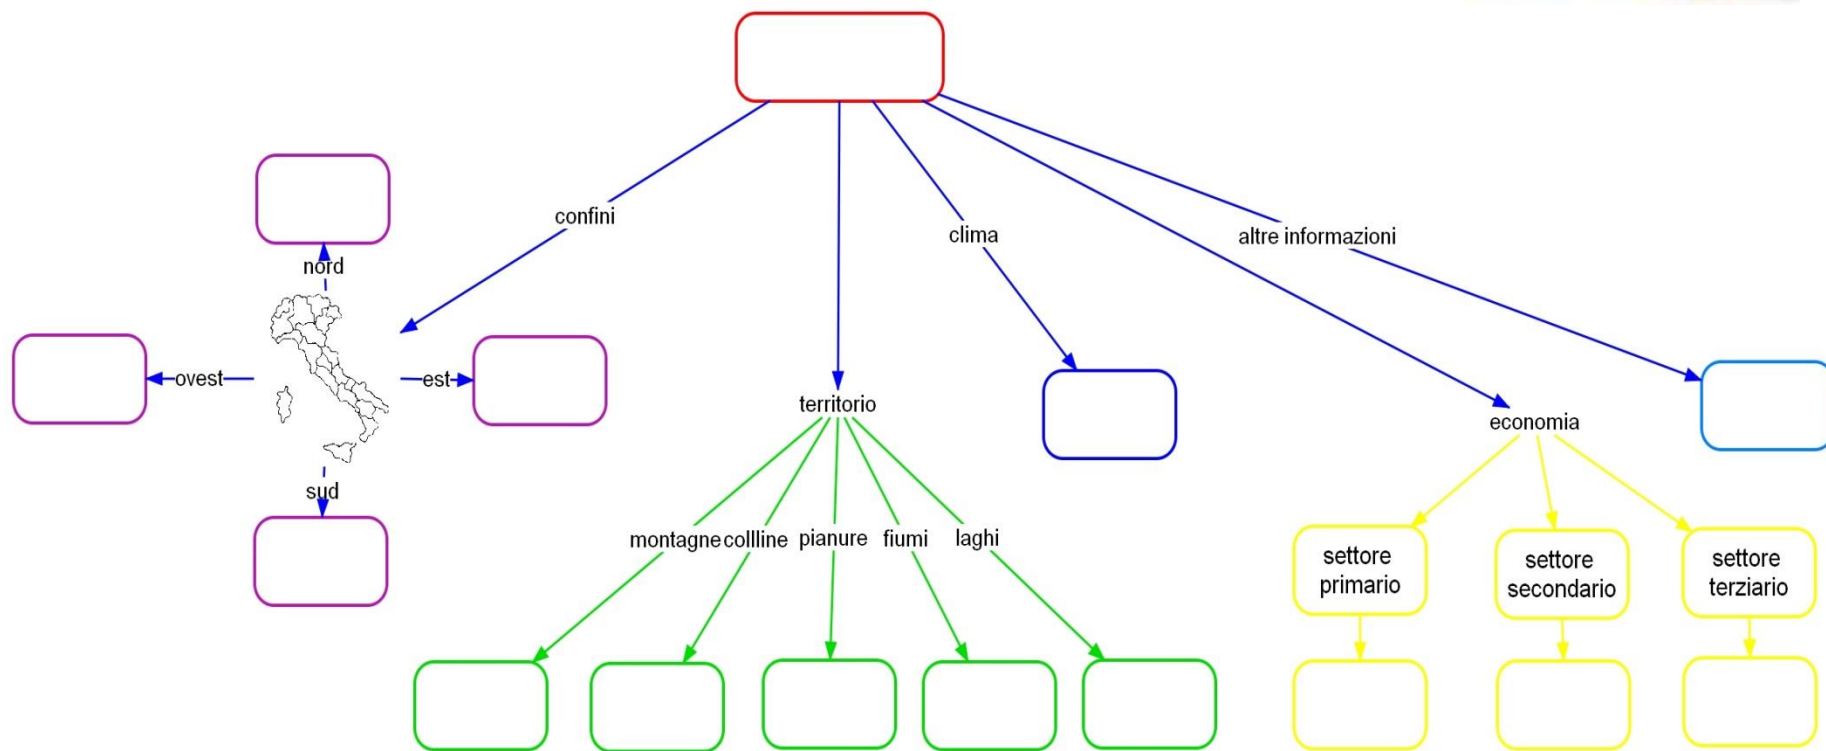 confini
clima
altre informazioni
nord
ovest
est
sud
territorio
economia
montagne
collline
pianure
fiumi
laghi
settore
primario
settore
secondario
settore
terziario